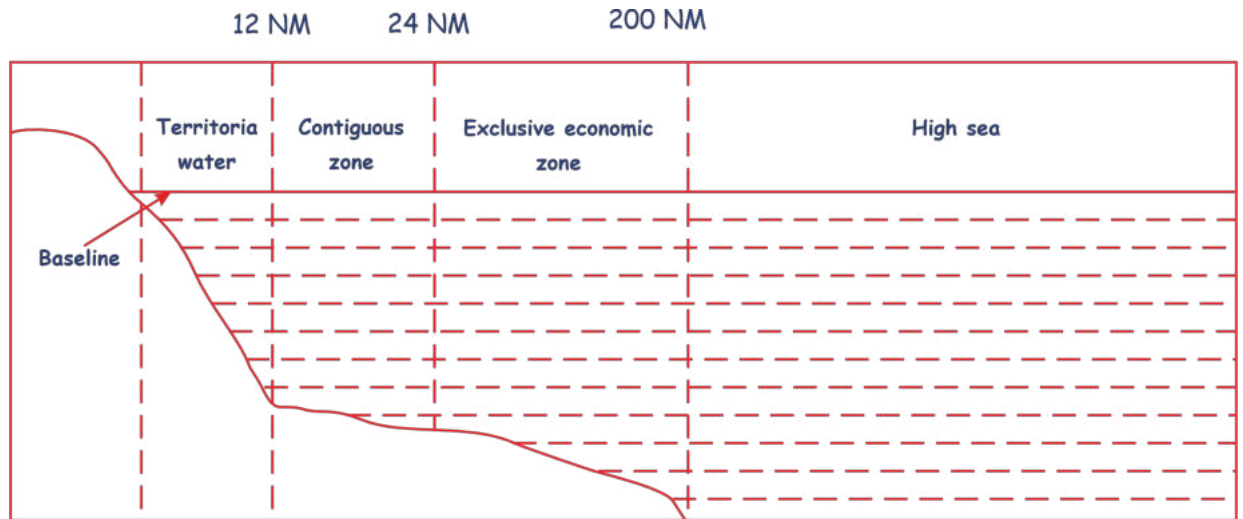 12 NM 24 NM 200 NM
Territoria Contiguous Exclusive economic High sea
water zone zone
Baseline